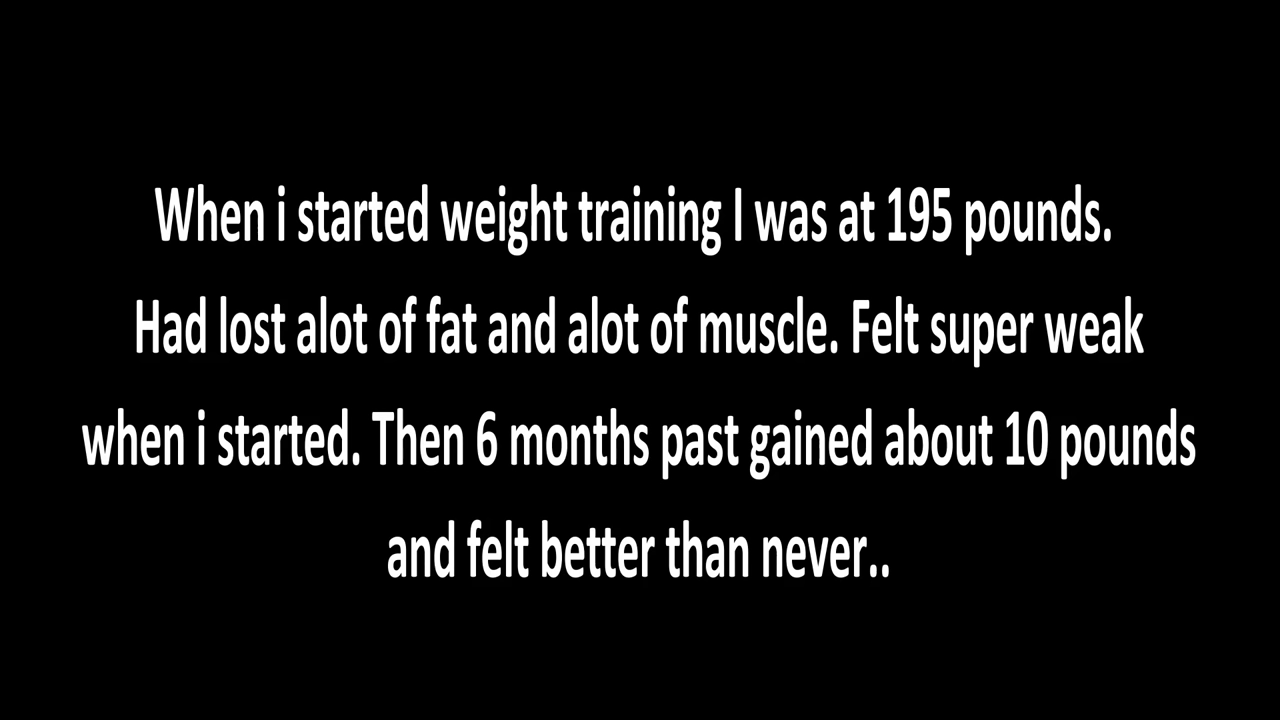 When i started weight training I was at 195 pounds.
Had lost alot of fat and alot of muscle. Felt super weak
when i started. Then 6 months past gained about 10 pounds
and felt better than never..